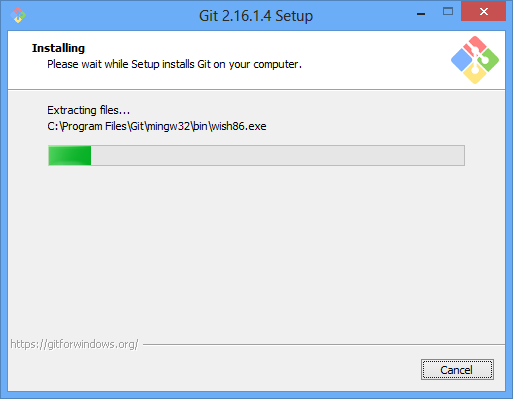 Git 2.16.1.4 Setup
Installing
Please wait while Setup installs Git on your computer.
Extracting files...
C:\Program Files\Git\mingw32\bin\wish86.exe
https://gitforwindows.org/
Cancel